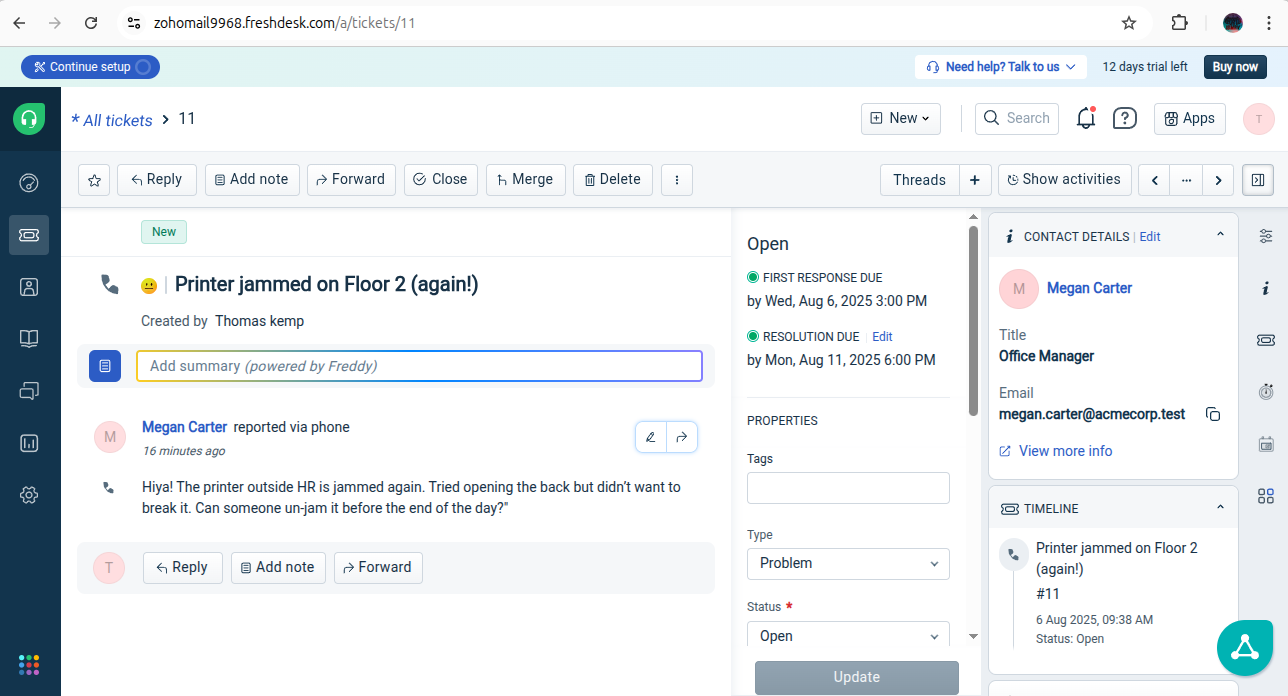 zohomail9968.freshdesk.com/a/tickets/11
Continue setup
Need help? Talk to us
12 days trial left
Buy now
* All tickets > 11
New
Search
Apps
T
Reply
Add note
Forward
Close
Merge
Delete
Threads
Show activities
New
Printer jammed on Floor 2 (again!)
Created by Thomas kemp
Add summary (powered by Freddy)
M
Megan Carter reported via phone
16 minutes ago
Hiya! The printer outside HR is jammed again. Tried opening the back but didn’t want to
break it. Can someone un-jam it before the end of the day?"
T
Reply
Add note
Forward
Open
FIRST RESPONSE DUE
by Wed, Aug 6, 2025 3:00 PM
RESOLUTION DUE Edit
by Mon, Aug 11, 2025 6:00 PM
PROPERTIES
Tags
Type
Problem
Status *
Open
Update
CONTACT DETAILS | Edit
M
Megan Carter
Title
Office Manager
Email
megan.carter@acmecorp.test
View more info
TIMELINE
Printer jammed on Floor 2
(again!)
#11
6 Aug 2025, 09:38 AM
Status: Open